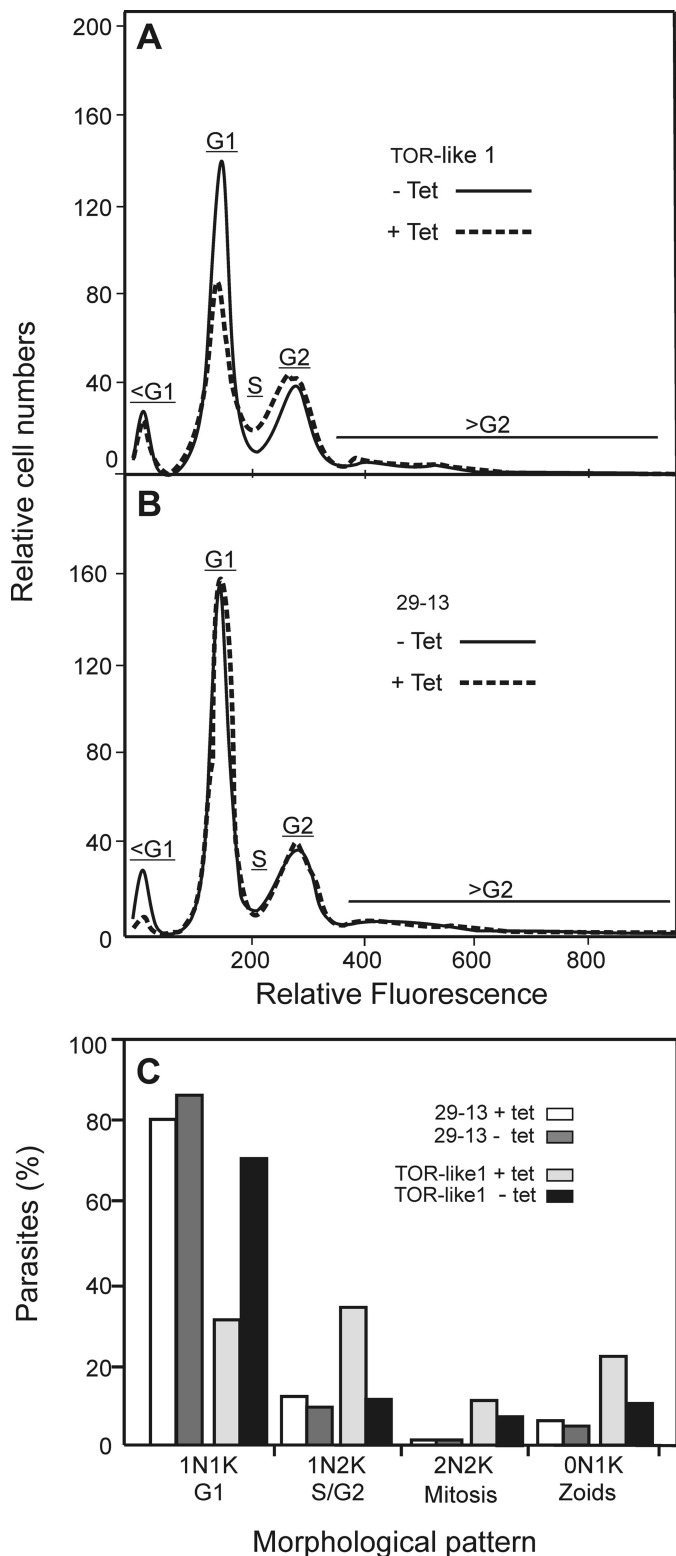 A
200
160
120
80
40
0
G1
<G1
S
G2
>G2
TOR-like 1
- Tet
+ Tet
Relative cell numbers
B
160
120
80
40
0
G1
<G1
S
G2
>G2
29-13
- Tet
+ Tet
200 400 600 800
Relative Fluorescence
C
100
80
60
40
20
0
Parasites (%)
29-13 + tet
29-13 - tet
TOR-like1 + tet
TOR-like1 - tet
1N1K 1N2K 2N2K 0N1K
G1 S/G2 Mitosis Zoids
Morphological pattern